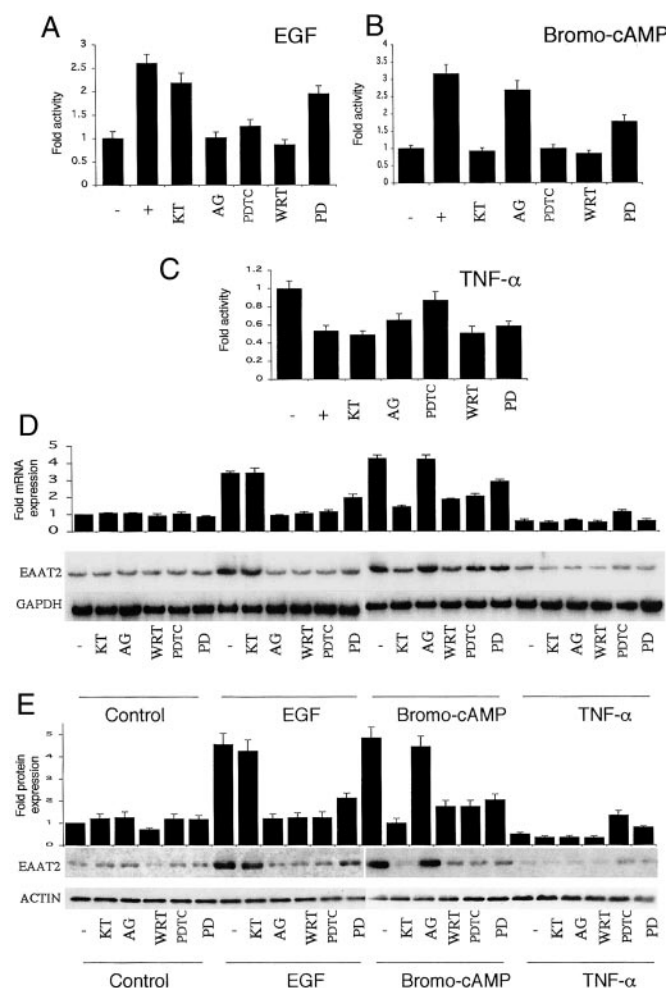 A
EGF
Fold activity
3
2.5
2
1.5
1
0.5
0
- + KT AG PDTC WRT PD
B
Bromo-cAMP
Fold activity
4
3.5
3
2.5
2
1.5
1
0.5
0
- + KT AG PDTC WRT PD
C
TNF-α
Fold activity
1.2
1
0.8
0.6
0.4
0.2
0
- + KT AG PDTC WRT PD
D
Fold mRNA
expression
5
4
3
2
1
0
EAAT2
GAPDH
- KT AG WRT PDTC PD - KT AG WRT PDTC PD - KT AG WRT PDTC PD - KT AG WRT PDTC PD
Control EGF Bromo-cAMP TNF-α
E
Fold protein
expression
5
4
3
2
1
0
EAAT2
ACTIN
- KT AG WRT PDTC PD - KT AG WRT PDTC PD - KT AG WRT PDTC PD - KT AG WRT PDTC PD
Control EGF Bromo-cAMP TNF-α